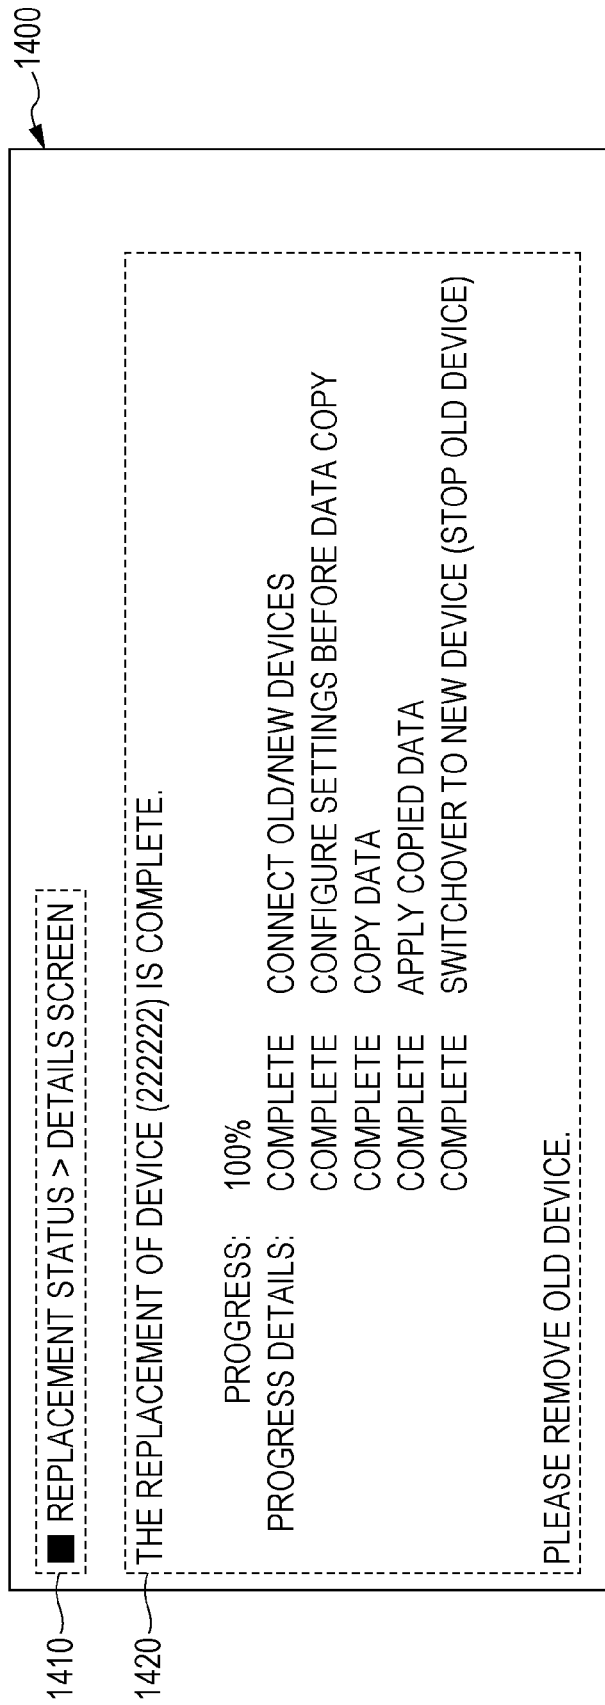 1400
1410
■ REPLACEMENT STATUS > DETAILS SCREEN
1420
THE REPLACEMENT OF DEVICE (222222) IS COMPLETE.
PROGRESS: 100%
PROGRESS DETAILS: COMPLETE CONNECT OLD/NEW DEVICES
COMPLETE CONFIGURE SETTINGS BEFORE DATA COPY
COMPLETE COPY DATA
COMPLETE APPLY COPIED DATA
COMPLETE SWITCHOVER TO NEW DEVICE (STOP OLD DEVICE)
PLEASE REMOVE OLD DEVICE.